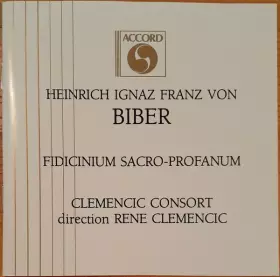 ACCORD
HEINRICH IGNAZ FRANZ VON
BIBER
FIDICINIUM SACRO-PROFANUM
CLEMENCIC CONSORT
direction RENE CLEMENCIC